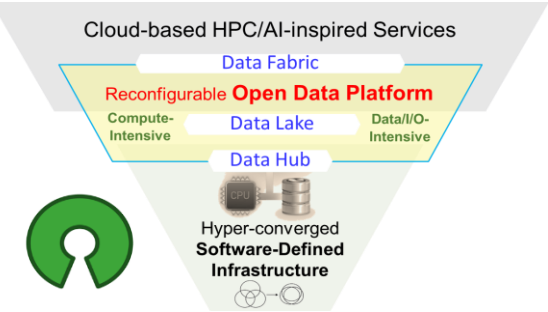 Cloud-based HPC/AI-inspired Services
Data Fabric
Reconfigurable Open Data Platform
Compute-
Intensive
Data Lake
Data/I/O-
Intensive
Data Hub
CPU
Hyper-converged
Software-Defined
Infrastructure